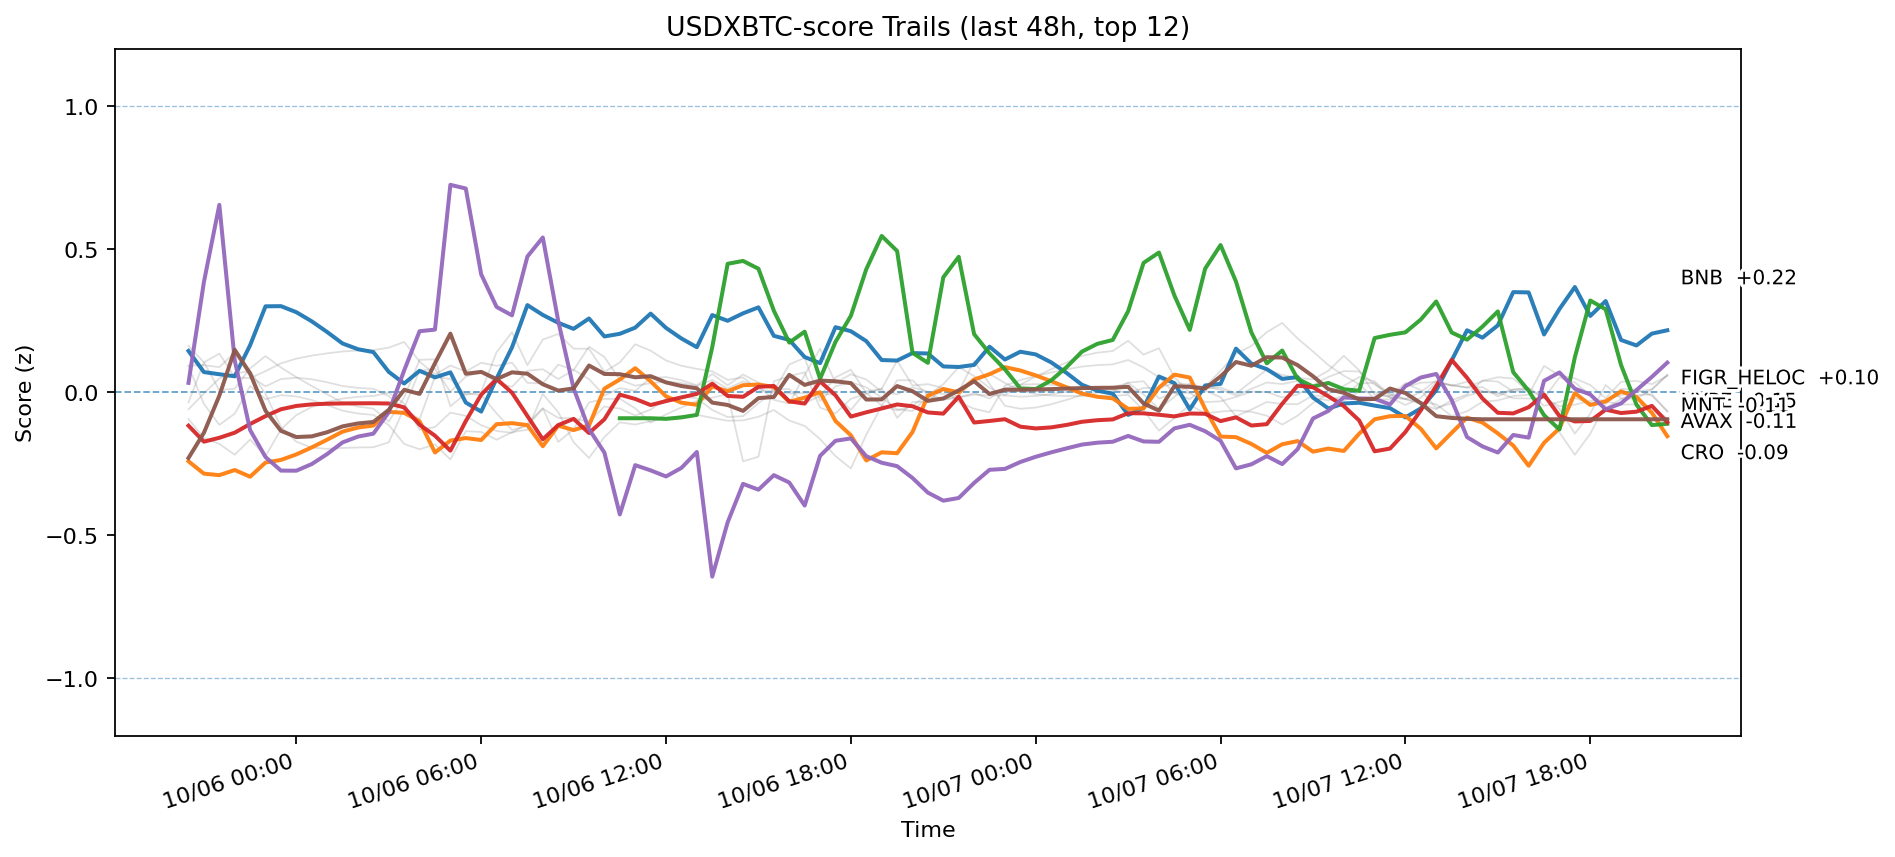 USDXBTC-score Trails (last 48h, top 12)
Score (z)
1.0
0.5
0.0
−0.5
−1.0
BNB +0.22
FIGR_HELOC +0.10
MNT -0.11
AVAX -0.11
CRO -0.09
10/06 00:00
10/06 06:00
10/06 12:00
10/06 18:00
10/07 00:00
10/07 06:00
10/07 12:00
10/07 18:00
Time